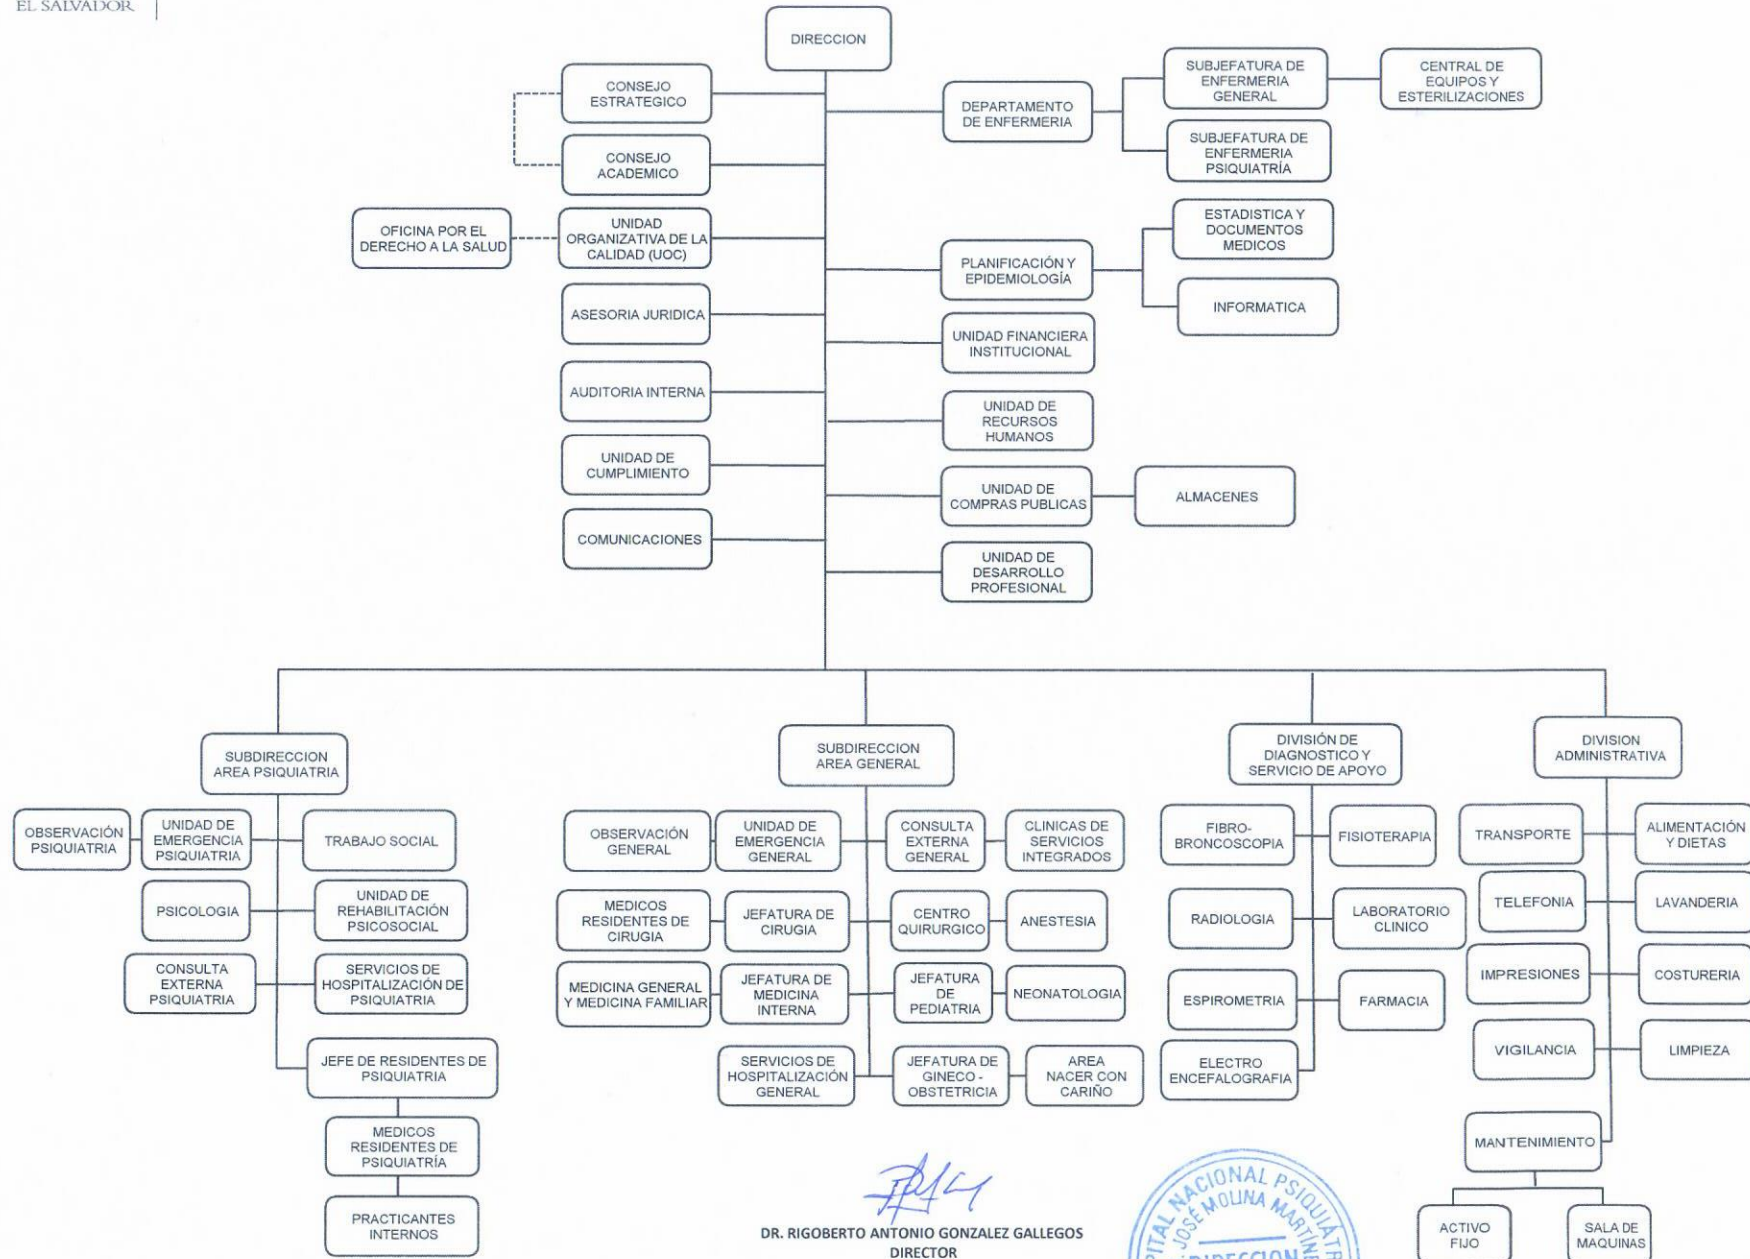 EL SALVADOR
DIRECCION
CONSEJO
ESTRATEGICO
CONSEJO
ACADEMICO
OFICINA POR EL
DERECHO A LA SALUD
UNIDAD
ORGANIZATIVA DE LA
CALIDAD (UOC)
ASESORIA JURIDICA
AUDITORIA INTERNA
UNIDAD DE
CUMPLIMIENTO
COMUNICACIONES
DEPARTAMENTO
DE ENFERMERIA
SUBJEFATURA DE
ENFERMERIA
GENERAL
CENTRAL DE
EQUIPOS Y
ESTERILIZACIONES
SUBJEFATURA DE
ENFERMERIA
PSIQUIATRÍA
PLANIFICACIÓN Y
EPIDEMIOLOGÍA
ESTADISTICA Y
DOCUMENTOS
MEDICOS
INFORMATICA
UNIDAD FINANCIERA
INSTITUCIONAL
UNIDAD DE
RECURSOS
HUMANOS
UNIDAD DE
COMPRAS PUBLICAS
ALMACENES
UNIDAD DE
DESARROLLO
PROFESIONAL
SUBDIRECCION
AREA PSIQUIATRIA
OBSERVACIÓN
PSIQUIATRIA
UNIDAD DE
EMERGENCIA
PSIQUIATRIA
TRABAJO SOCIAL
PSICOLOGIA
UNIDAD DE
REHABILITACIÓN
PSICOSOCIAL
CONSULTA
EXTERNA
PSIQUIATRIA
SERVICIOS DE
HOSPITALIZACIÓN DE
PSIQUIATRIA
JEFE DE RESIDENTES DE
PSIQUIATRIA
MEDICOS
RESIDENTES DE
PSIQUIATRÍA
PRACTICANTES
INTERNOS
SUBDIRECCION
AREA GENERAL
OBSERVACIÓN
GENERAL
UNIDAD DE
EMERGENCIA
GENERAL
CONSULTA
EXTERNA
GENERAL
CLINICAS DE
SERVICIOS
INTEGRADOS
MEDICOS
RESIDENTES DE
CIRUGIA
JEFATURA DE
CIRUGIA
CENTRO
QUIRURGICO
ANESTESIA
MEDICINA GENERAL
Y MEDICINA FAMILIAR
JEFATURA DE
MEDICINA
INTERNA
JEFATURA
DE
PEDIATRIA
NEONATOLOGIA
SERVICIOS DE
HOSPITALIZACIÓN
GENERAL
JEFATURA DE
GINECO -
OBSTETRICIA
AREA
NACER CON
CARIÑO
DIVISIÓN DE
DIAGNOSTICO Y
SERVICIO DE APOYO
FIBRO-
BRONCOSCOPIA
FISIOTERAPIA
RADIOLOGIA
LABORATORIO
CLINICO
ESPIROMETRIA
FARMACIA
ELECTRO
ENCEFALOGRAFIA
DIVISION
ADMINISTRATIVA
TRANSPORTE
ALIMENTACIÓN
Y DIETAS
TELEFONIA
LAVANDERIA
IMPRESIONES
COSTURERIA
VIGILANCIA
LIMPIEZA
MANTENIMIENTO
ACTIVO
FIJO
SALA DE
MAQUINAS
DR. RIGOBERTO ANTONIO GONZALEZ GALLEGOS
DIRECTOR
NACIONAL
JOSÉ MOLINA
DIRECCION